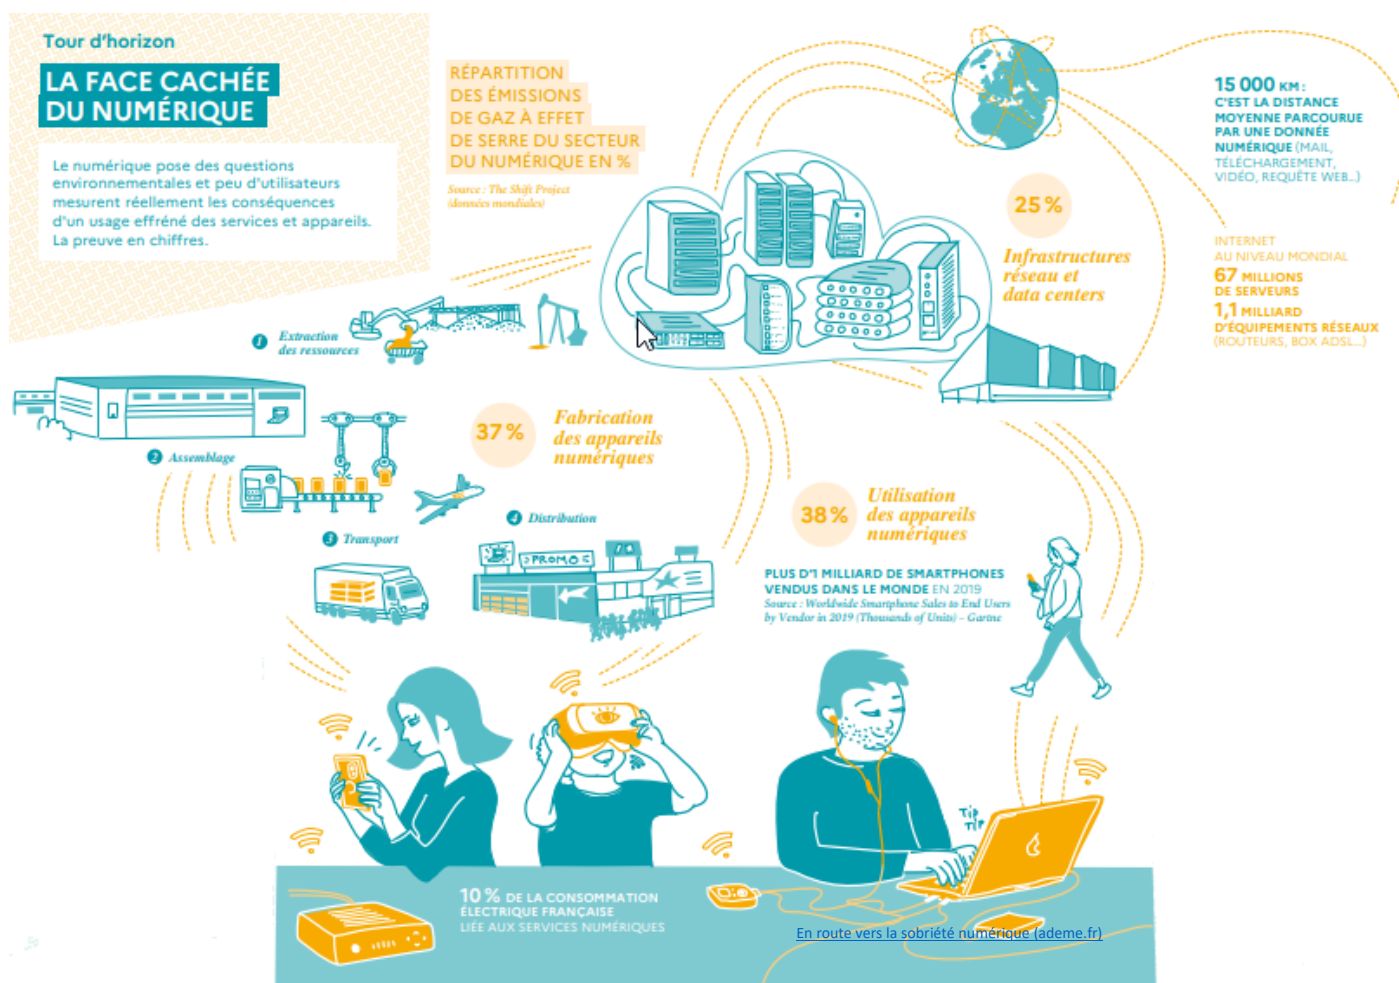 Tour d'horizon
LA FACE CACHÉE
DU NUMÉRIQUE
Le numérique pose des questions
environnementales et peu d'utilisateurs
mesurent réellement les conséquences
d'un usage effréné des services et appareils.
La preuve en chiffres.
RÉPARTITION
DES ÉMISSIONS
DE GAZ À EFFET
DE SERRE DU SECTEUR
DU NUMÉRIQUE EN %
Source : The Shift Project
(données mondiales)
15 000 KM :
C'EST LA DISTANCE
MOYENNE PARCOURUE
PAR UNE DONNÉE
NUMÉRIQUE (MAIL,
TÉLÉCHARGEMENT,
VIDÉO, REQUÊTE WEB...)
25 %
Infrastructures
réseau et
data centers
INTERNET
AU NIVEAU MONDIAL
67 MILLIONS
DE SERVEURS
1,1 MILLIARD
D'ÉQUIPEMENTS RÉSEAUX
(ROUTEURS, BOX ADSL...)
1 Extraction
des ressources
2 Assemblage
37 %
Fabrication
des appareils
numériques
3 Transport
4 Distribution
PROMO
38 %
Utilisation
des appareils
numériques
PLUS D'1 MILLIARD DE SMARTPHONES
VENDUS DANS LE MONDE EN 2019
Source : Worldwide Smartphone Sales to End Users
by Vendor in 2019 (Thousands of Units) – Gartne
Tip
Tip
10 % DE LA CONSOMMATION
ÉLECTRIQUE FRANÇAISE
LIÉE AUX SERVICES NUMÉRIQUES
En route vers la sobriété numérique (ademe.fr)